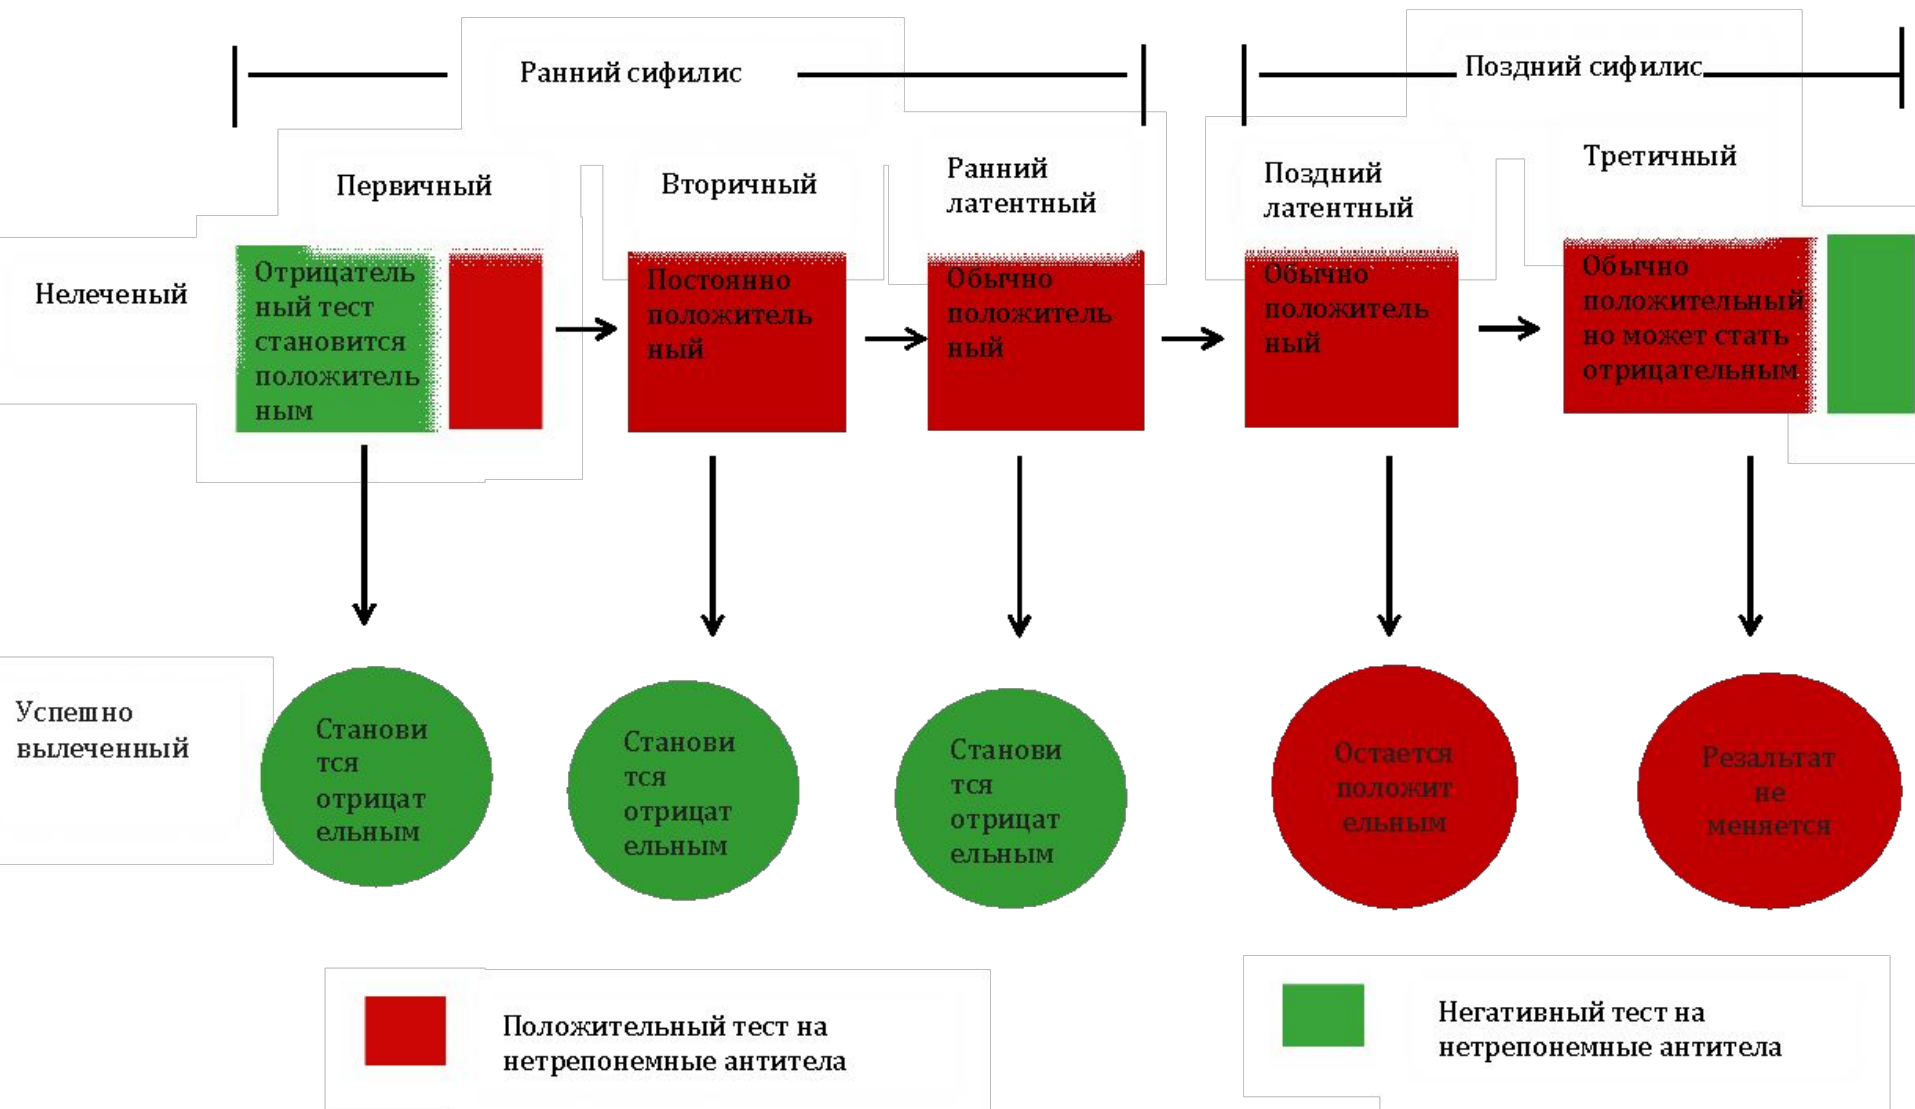 Ранний сифилис
Поздний сифилис
Первичный
Вторичный
Ранний
латентный
Поздний
латентный
Третичный
Нелеченый
Отрицатель
ный тест
становится
положитель
ным
Постоянно
положитель
ный
Обычно
положитель
ный
Обычно
положитель
ный
Обычно
положительный
но может стать
отрицательным
Успешно
вылеченный
Станови
тся
отрицат
ельным
Станови
тся
отрицат
ельным
Станови
тся
отрицат
ельным
Остается
положит
ельным
Резальтат
не
меняется
Положительный тест на
нетрепонемные антитела
Негативный тест на
нетрепонемные антитела